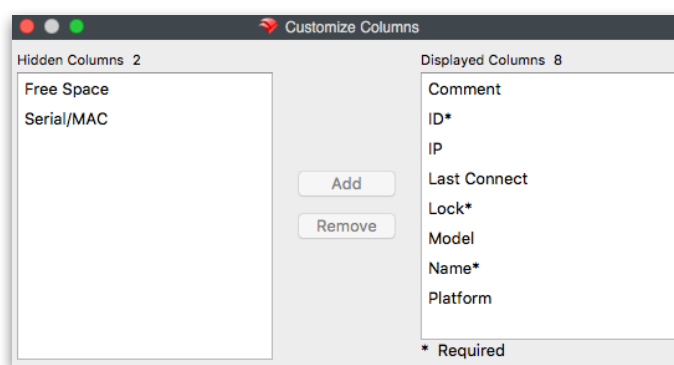 Customize Columns
Hidden Columns 2
Free Space
Serial/MAC
Add
Remove
Displayed Columns 8
Comment
ID*
IP
Last Connect
Lock*
Model
Name*
Platform
* Required